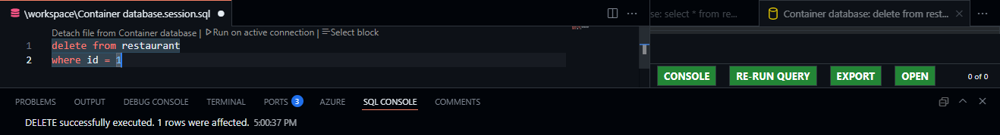 \workspace\Container database.session.sql
se: select * from re...
Container database: delete from rest...
Detach file from Container database | Run on active connection | Select block
1 delete from restaurant
2 where id = 1
CONSOLE RE-RUN QUERY EXPORT OPEN 0 of 0
PROBLEMS OUTPUT DEBUG CONSOLE TERMINAL PORTS 3 AZURE SQL CONSOLE COMMENTS
DELETE successfully executed. 1 rows were affected. 5:00:37 PM